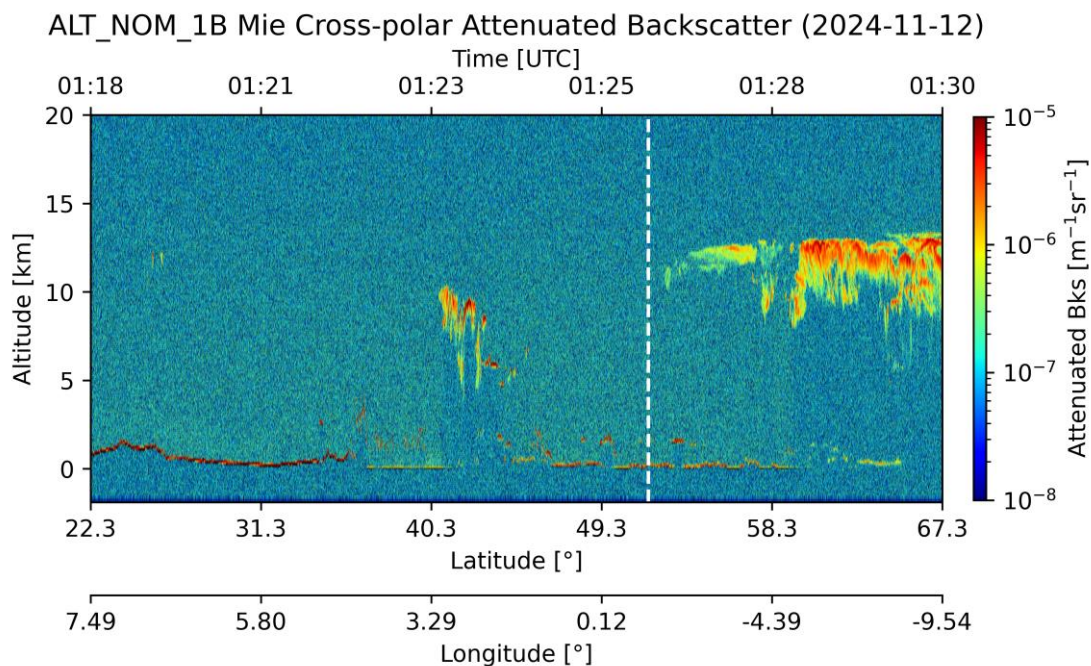 ALT_NOM_1B Mie Cross-polar Attenuated Backscatter (2024-11-12)
Time [UTC]
01:18 01:21 01:23 01:25 01:28 01:30
20
15
10
5
0
Altitude [km]
22.3 31.3 40.3 49.3 58.3 67.3
Latitude [°]
7.49 5.80 3.29 0.12 -4.39 -9.54
Longitude [°]
10⁻⁵
10⁻⁶
10⁻⁷
10⁻⁸
Attenuated Bks [m⁻¹sr⁻¹]